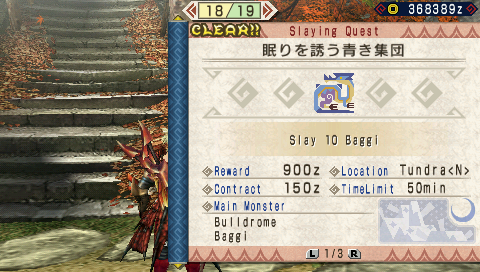 18/19
368389z
CLEAR!!
Slaying Quest
眠りを誘う青き集団
Slay 10 Baggi
Reward 900z
Location Tundra<N>
Contract 150z
TimeLimit 50min
Main Monster
Bulldrome
Baggi
L 1/3 R